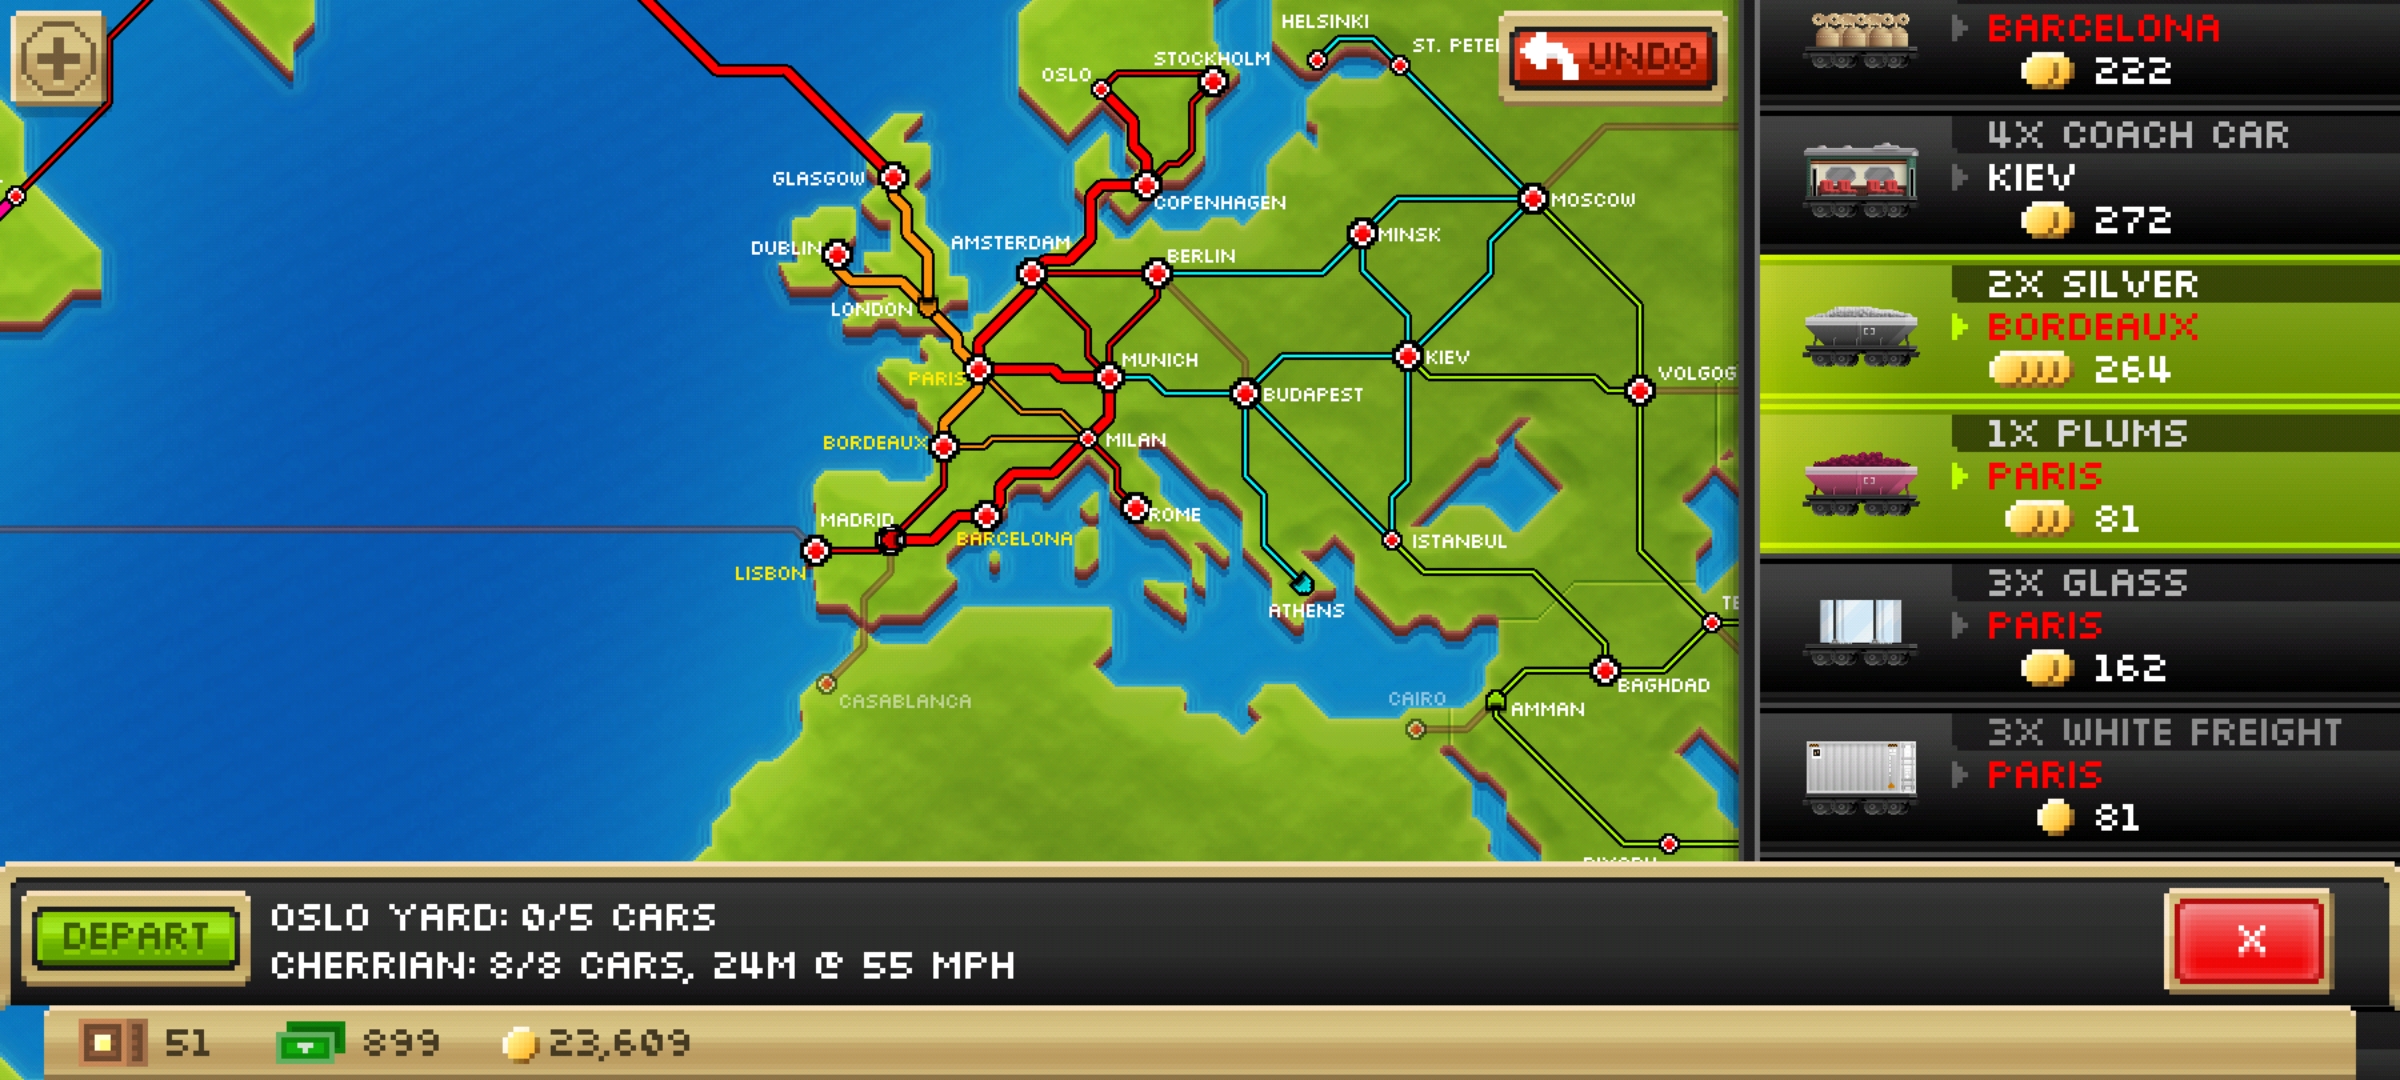 HELSINKI
ST. PETE
STOCKHOLM
OSLO
UNDO
GLASGOW
COPENHAGEN
MOSCOW
DUBLIN
AMSTERDAM
BERLIN
MINSK
LONDON
PARIS
MUNICH
KIEV
BUDAPEST
VOLGOG
BORDEAUX
MILAN
MADRID
BARCELONA
ROME
ISTANBUL
LISBON
ATHENS
TE
CASABLANCA
CAIRO
AMMAN
BAGHDAD
BARCELONA
222
4X COACH CAR
KIEV
272
2X SILVER
BORDEAUX
264
1X PLUMS
PARIS
81
3X GLASS
PARIS
162
3X WHITE FREIGHT
PARIS
81
DEPART
OSLO YARD: 0/5 CARS
CHERRIAN: 8/8 CARS, 24M @ 55 MPH
X
51
899
23,609